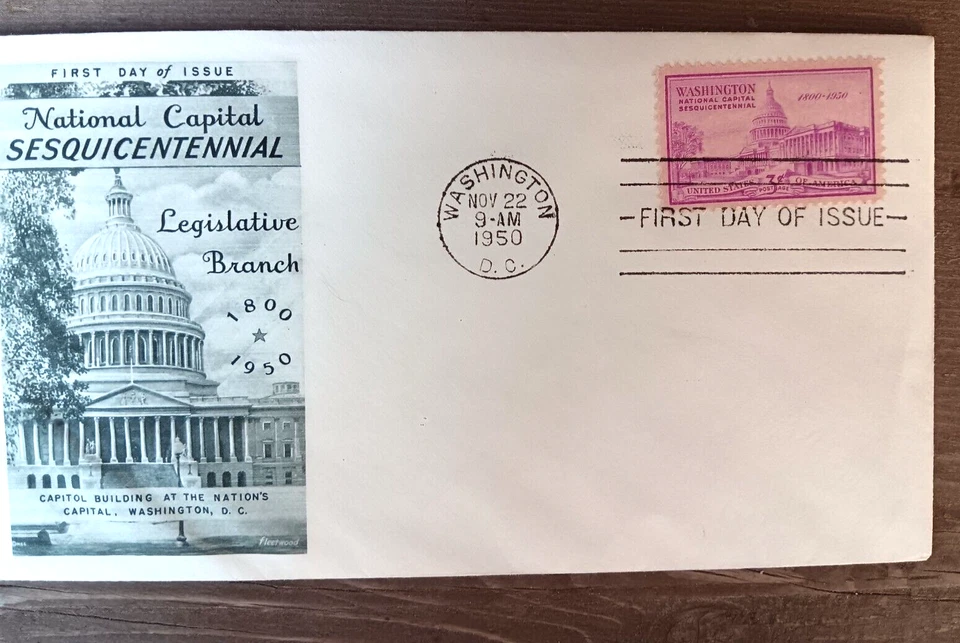 FIRST DAY of ISSUE
National Capital
SESQUICENTENNIAL
Legislative
Branch
1800
1950
CAPITOL BUILDING AT THE NATION'S
CAPITAL, WASHINGTON, D. C.
fleetwood
WASHINGTON
NOV 22
9-AM
1950
D. C.
WASHINGTON
NATIONAL CAPITAL
SESQUICENTENNIAL
1800-1950
UNITED STATES 3¢ OF AMERICA
POSTAGE
FIRST DAY OF ISSUE